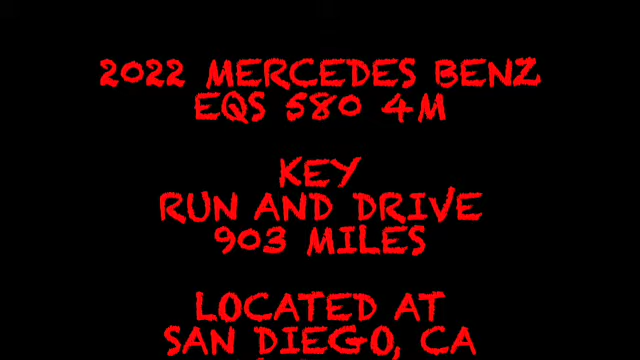 2022 MERCEDES BENZ
EQS 580 4M
KEY
RUN AND DRIVE
903 MILES
LOCATED AT
SAN DIEGO, CA